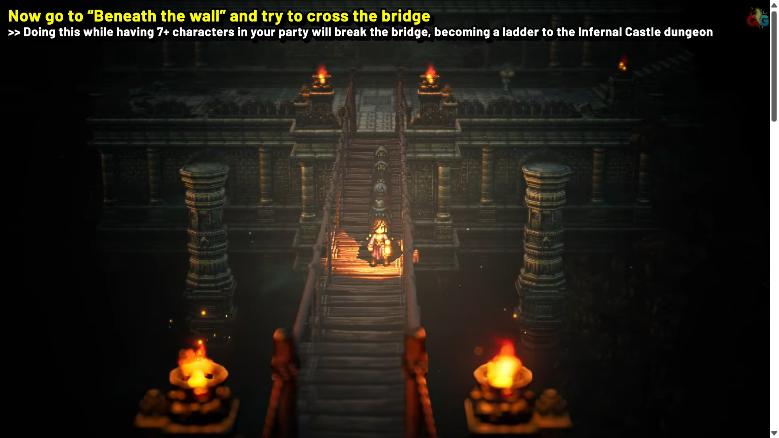 Now go to “Beneath the wall” and try to cross the bridge
>> Doing this while having 7+ characters in your party will break the bridge, becoming a ladder to the Infernal Castle dungeon